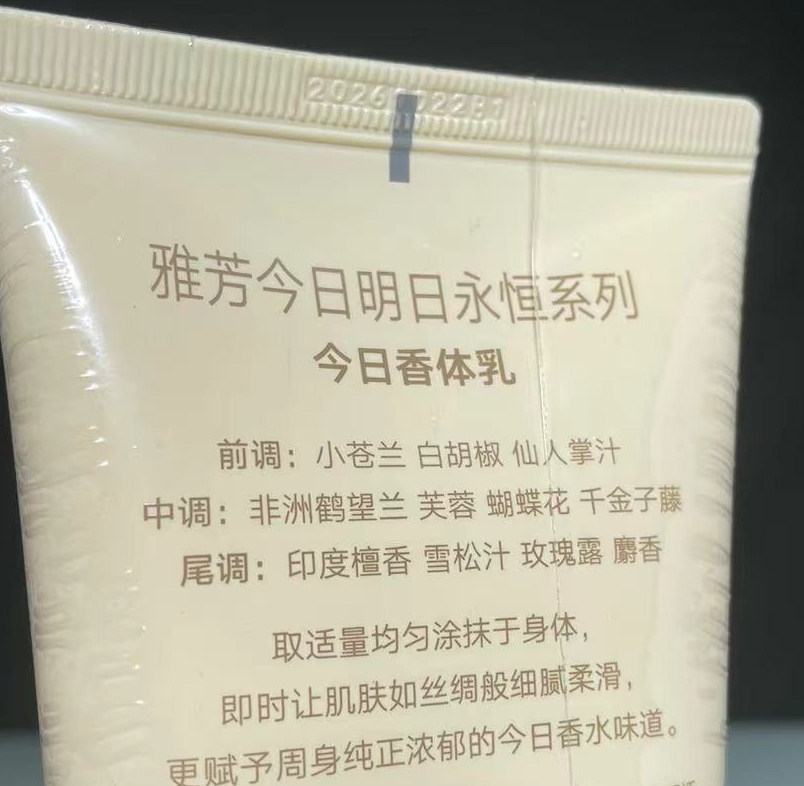 雅芳今日明日永恒系列
今日香体乳
前调：小苍兰 白胡椒 仙人掌汁
中调：非洲鹤望兰 芙蓉 蝴蝶花 千金子藤
尾调：印度檀香 雪松汁 玫瑰露 麝香
取适量均匀涂抹于身体，
即时让肌肤如丝绸般细腻柔滑，
更赋予周身纯正浓郁的今日香水味道。